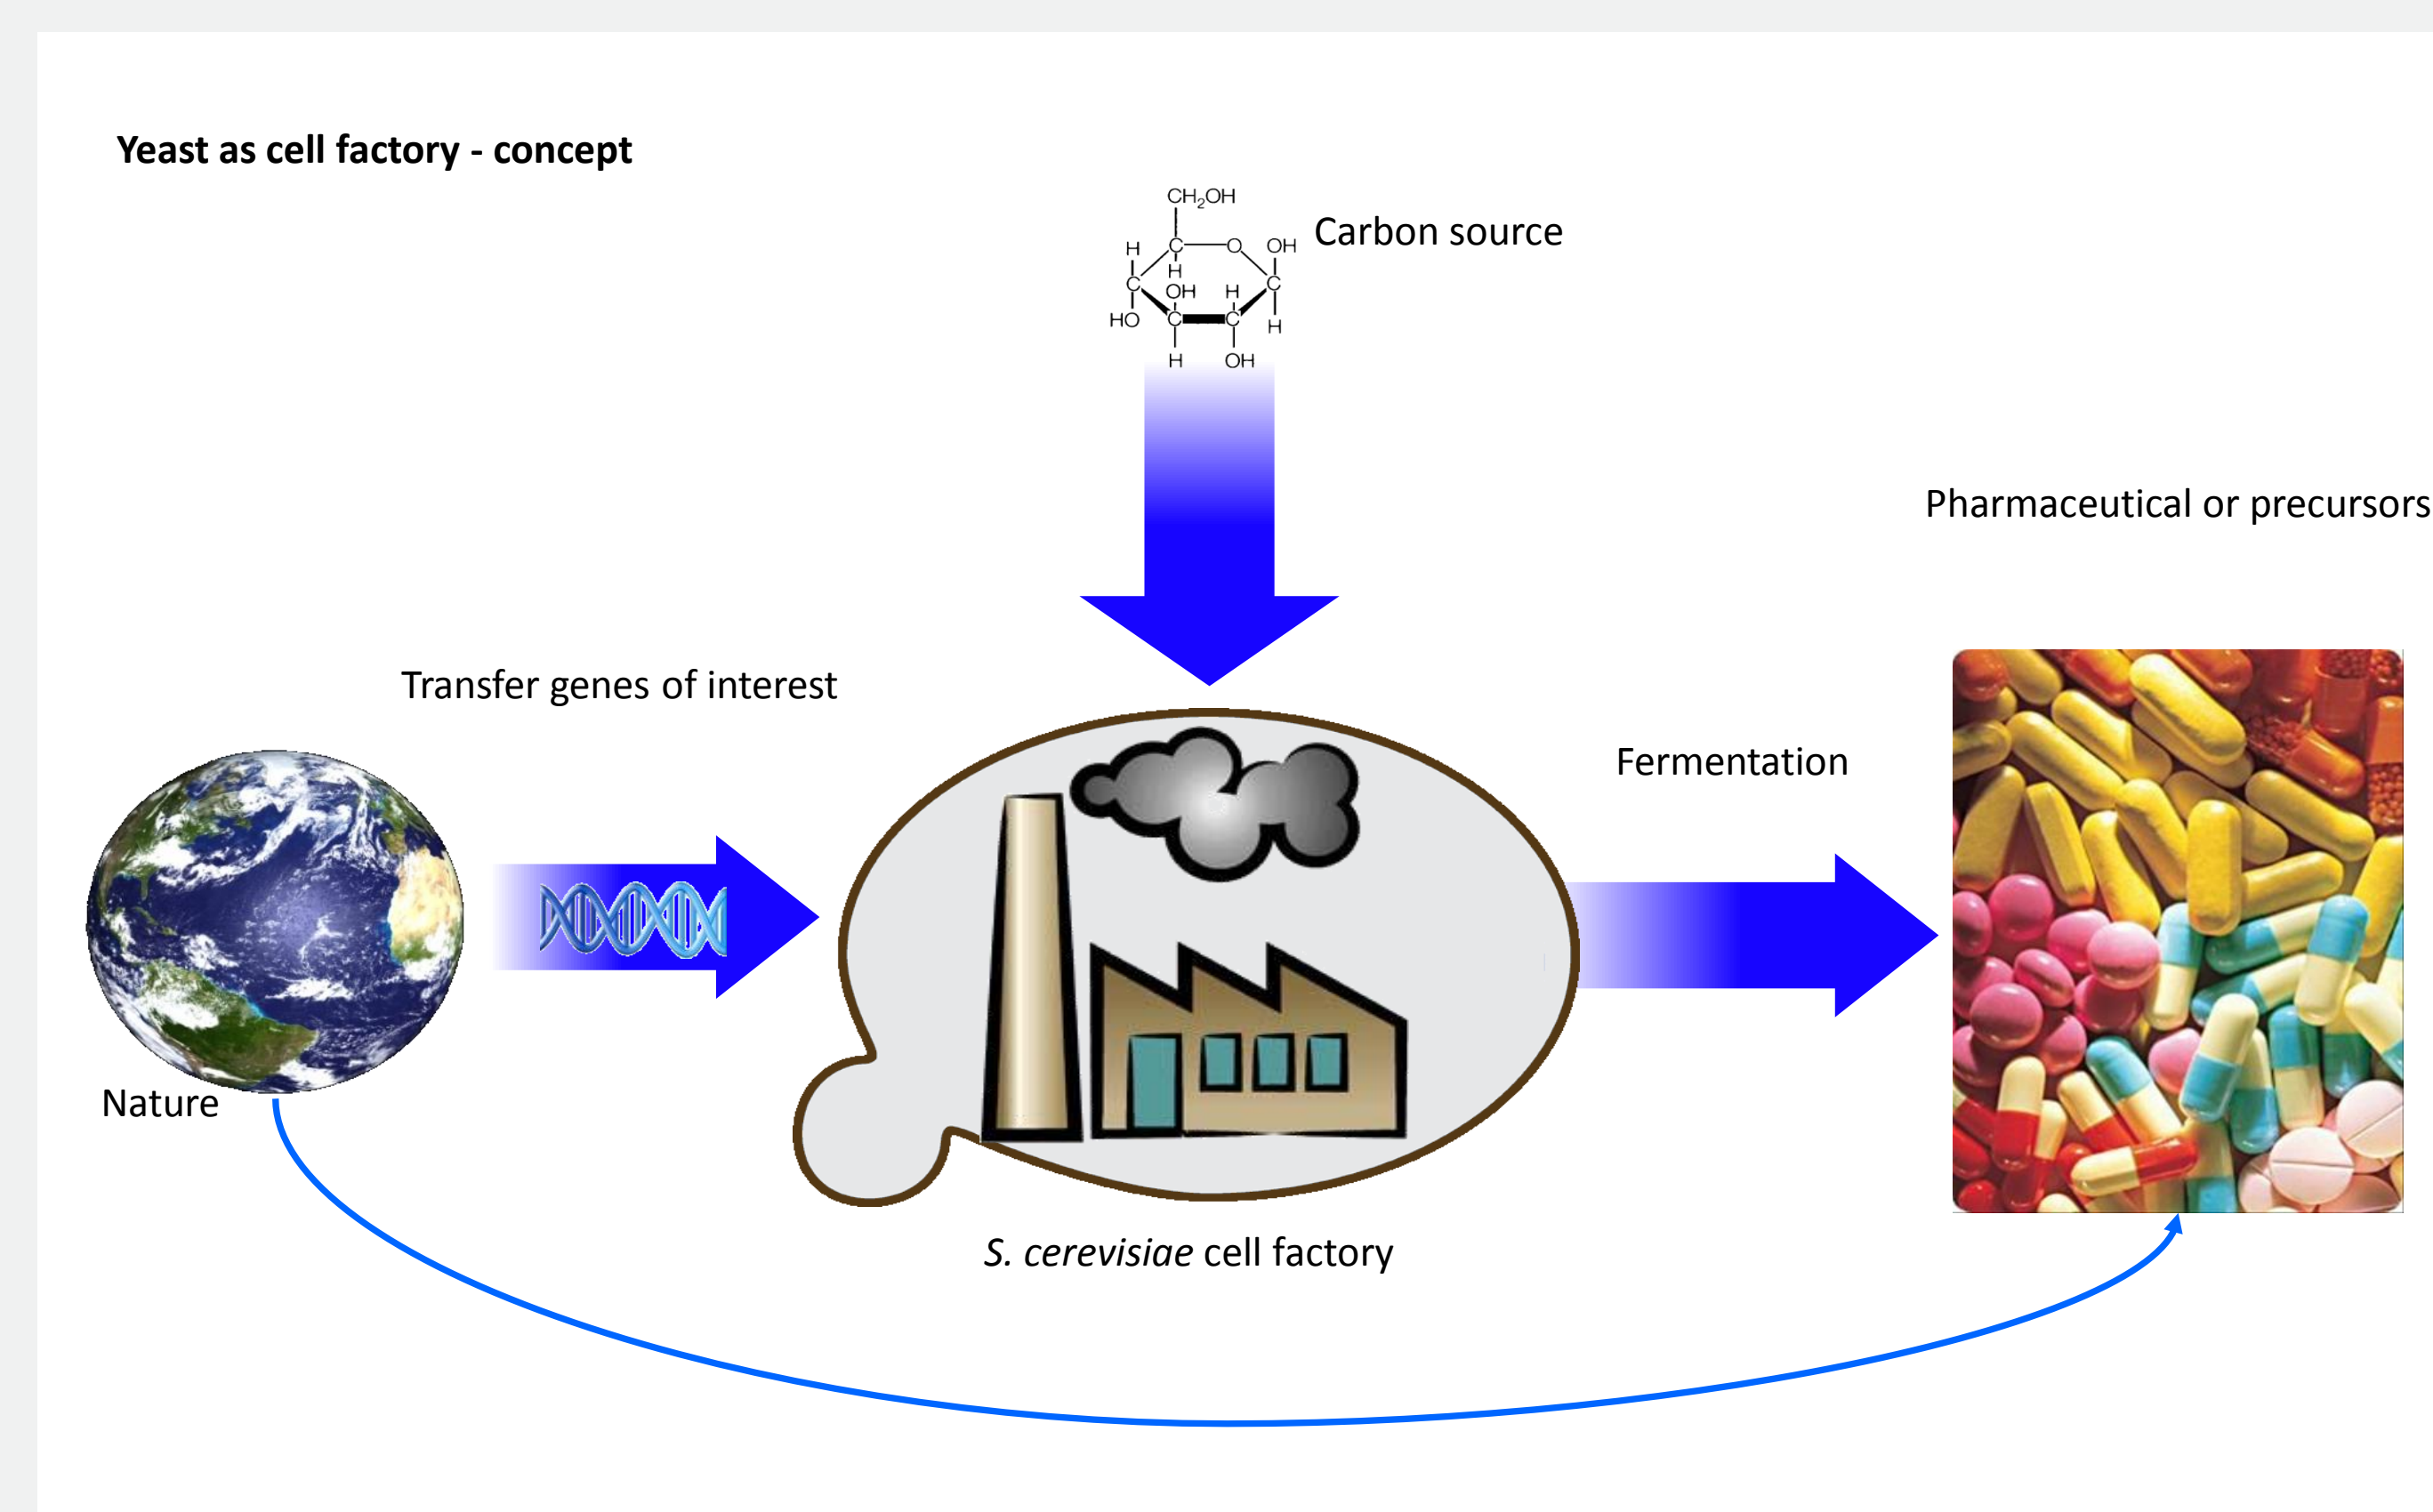 Yeast as cell factory - concept
CH₂OH
Carbon source
H
C
O
OH
H
C
OH
H
C
HO
C
C
H
H
OH
Pharmaceutical or precursors
Transfer genes of interest
Fermentation
Nature
S. cerevisiae cell factory